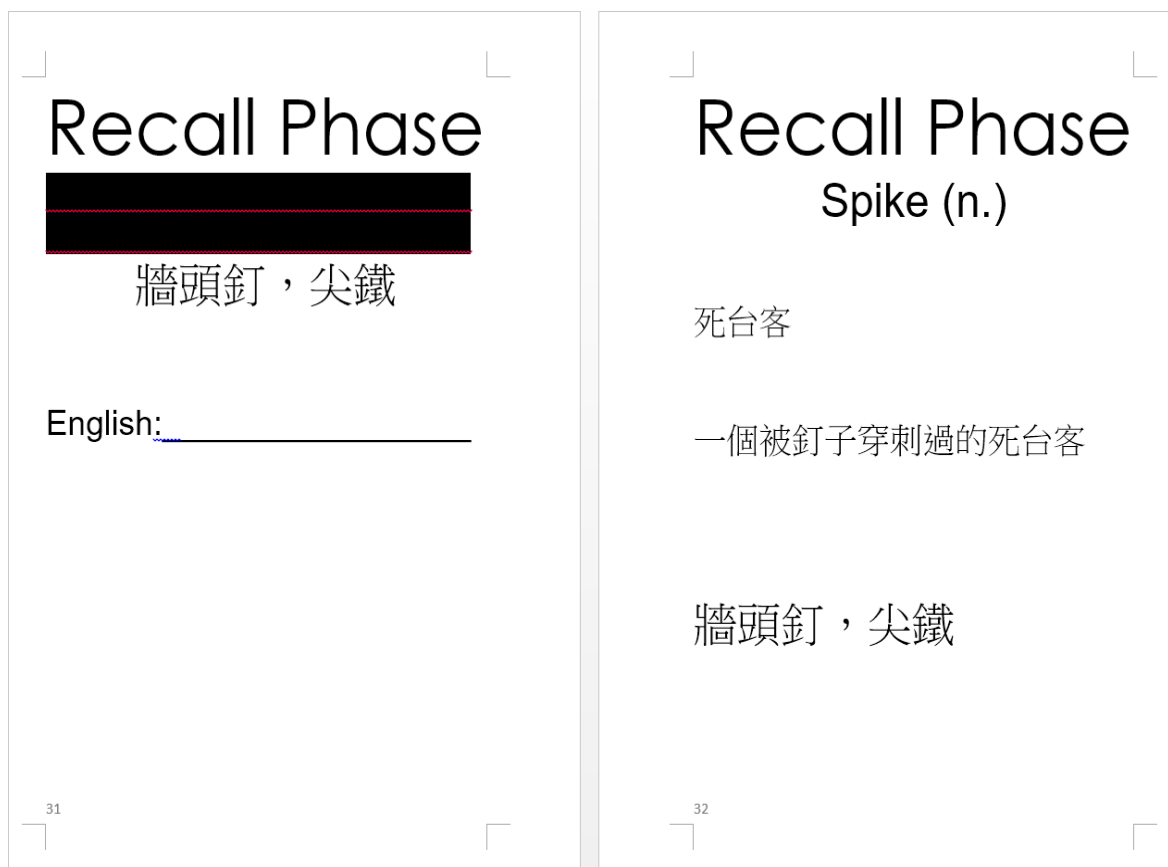 Recall Phase
牆頭釘，尖鐵
English:
31
Recall Phase
Spike (n.)
死台客
一個被釘子穿刺過的死台客
牆頭釘，尖鐵
32